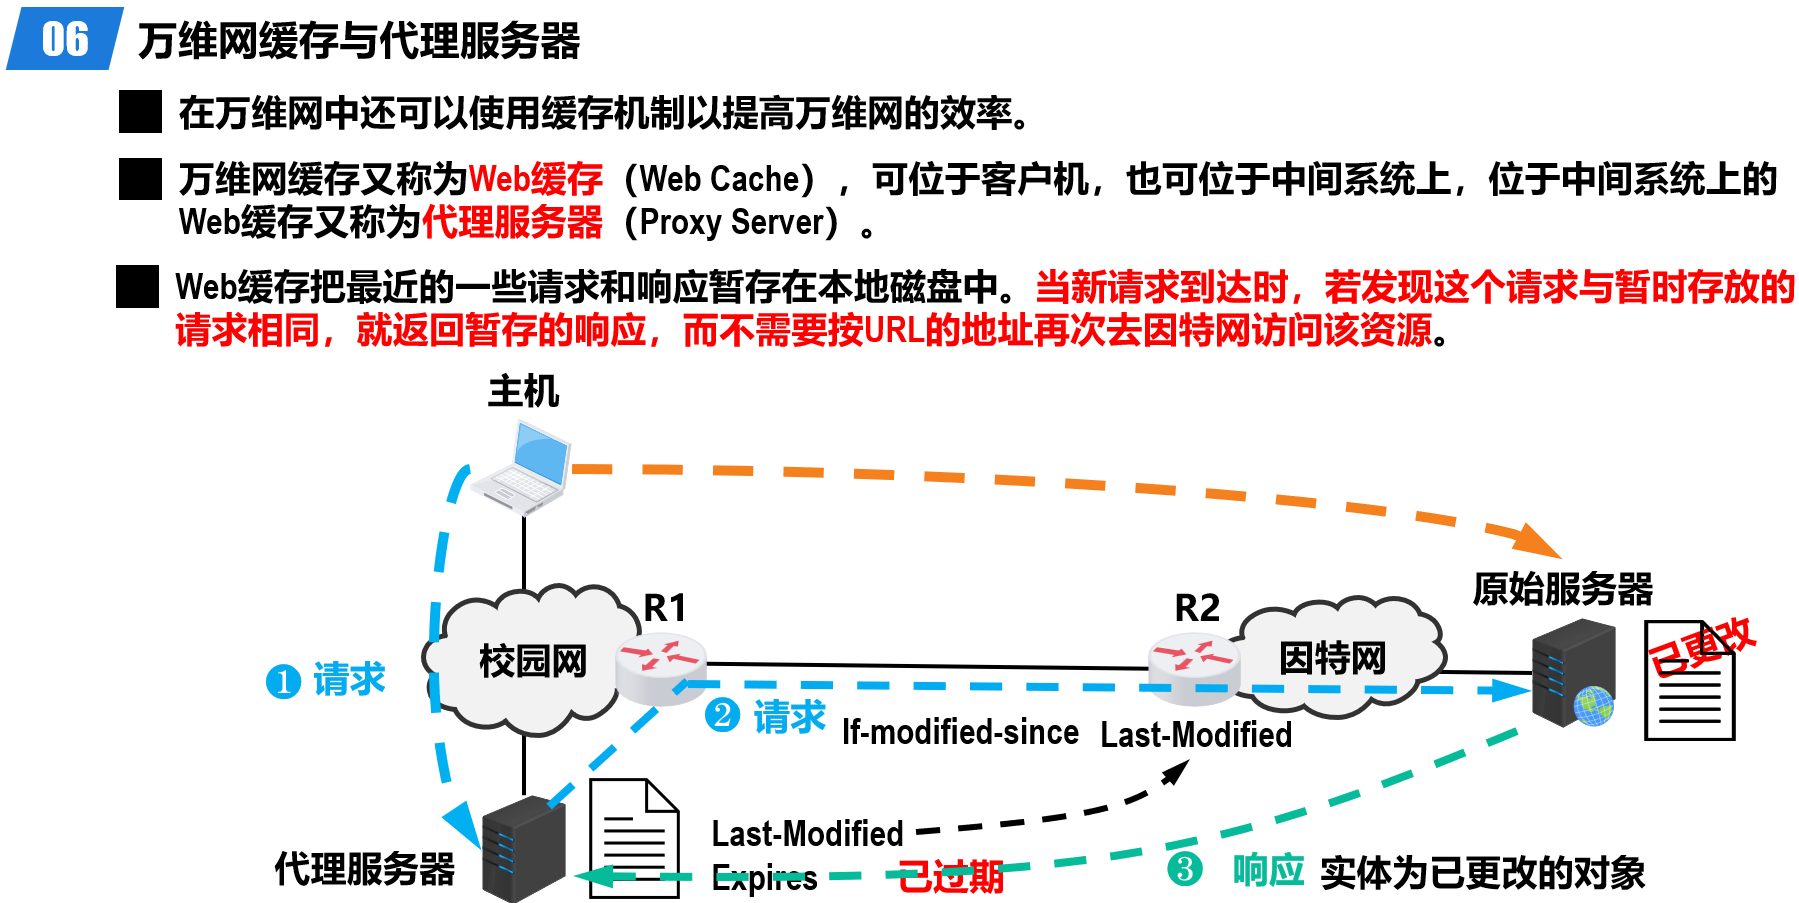 06 万维网缓存与代理服务器
在万维网中还可以使用缓存机制以提高万维网的效率。
万维网缓存又称为Web缓存（Web Cache），可位于客户机，也可位于中间系统上，位于中间系统上的
Web缓存又称为代理服务器（Proxy Server）。
Web缓存把最近的一些请求和响应暂存在本地磁盘中。当新请求到达时，若发现这个请求与暂时存放的
请求相同，就返回暂存的响应，而不需要按URL的地址再次去因特网访问该资源。
主机
原始服务器
R1
R2
已更改
校园网
因特网
❶ 请求
❷ 请求
If-modified-since Last-Modified
Last-Modified
代理服务器
Expires 已过期
❸ 响应 实体为已更改的对象